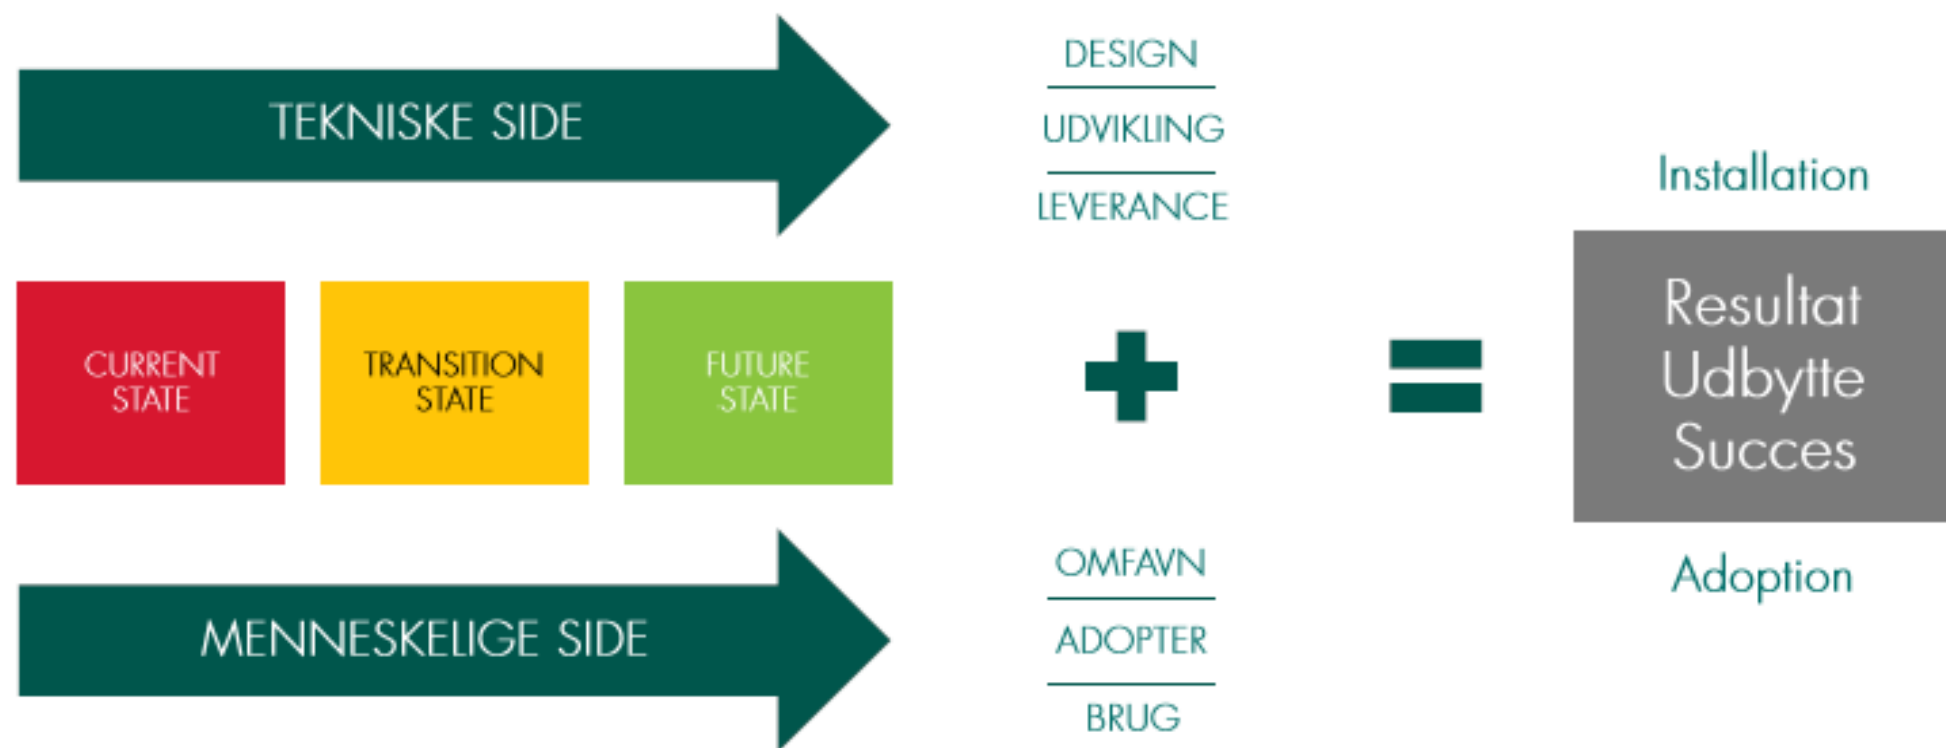 TEKNISKE SIDE
DESIGN
UDVIKLING
LEVERANCE
CURRENT
STATE
TRANSITION
STATE
FUTURE
STATE
Installation
Resultat
Udbytte
Succes
Adoption
MENNESKELIGE SIDE
OMFAVN
ADOPTER
BRUG